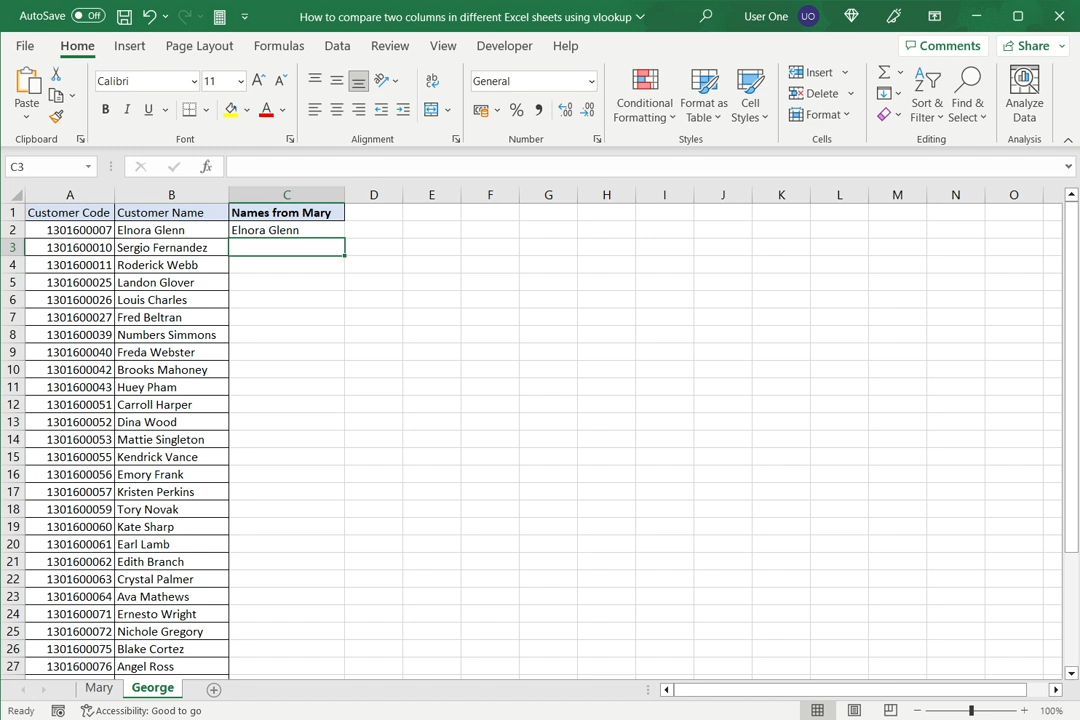 AutoSave Off How to compare two columns in different Excel sheets using vlookup User One UO
File Home Insert Page Layout Formulas Data Review View Developer Help Comments Share
Paste Calibri 11 B I U A ab General % Conditional Formatting Format as Table Cell Styles Insert Delete Format Sort & Filter Find & Select Analyze Data
Clipboard Font Alignment Number Styles Cells Editing Analysis
C3 fx
A B C D E F G H I J K L M N O
1 Customer Code Customer Name Names from Mary
2 1301600007 Elnora Glenn Elnora Glenn
3 1301600010 Sergio Fernandez
4 1301600011 Roderick Webb
5 1301600025 Landon Glover
6 1301600026 Louis Charles
7 1301600027 Fred Beltran
8 1301600039 Numbers Simmons
9 1301600040 Freda Webster
10 1301600042 Brooks Mahoney
11 1301600043 Huey Pham
12 1301600051 Carroll Harper
13 1301600052 Dina Wood
14 1301600053 Mattie Singleton
15 1301600055 Kendrick Vance
16 1301600056 Emory Frank
17 1301600057 Kristen Perkins
18 1301600059 Tory Novak
19 1301600060 Kate Sharp
20 1301600061 Earl Lamb
21 1301600062 Edith Branch
22 1301600063 Crystal Palmer
23 1301600064 Ava Mathews
24 1301600071 Ernesto Wright
25 1301600072 Nichole Gregory
26 1301600075 Blake Cortez
27 1301600076 Angel Ross
Mary George
Ready Accessibility: Good to go 100%